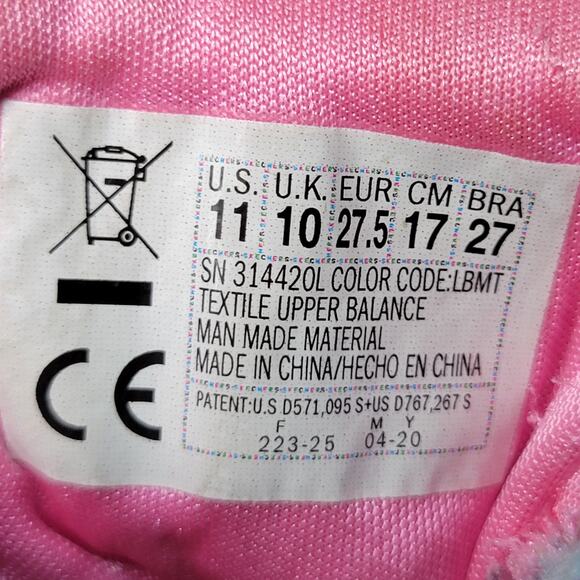 U.S. U.K. EUR CM BRA
11 10 27.5 17 27
SN 314420L COLOR CODE:LBMT
TEXTILE UPPER BALANCE
MAN MADE MATERIAL
MADE IN CHINA/HECHO EN CHINA
PATENT:U.S D571,095 S+US D767,267 S
F M Y
223-25 04-20
CE